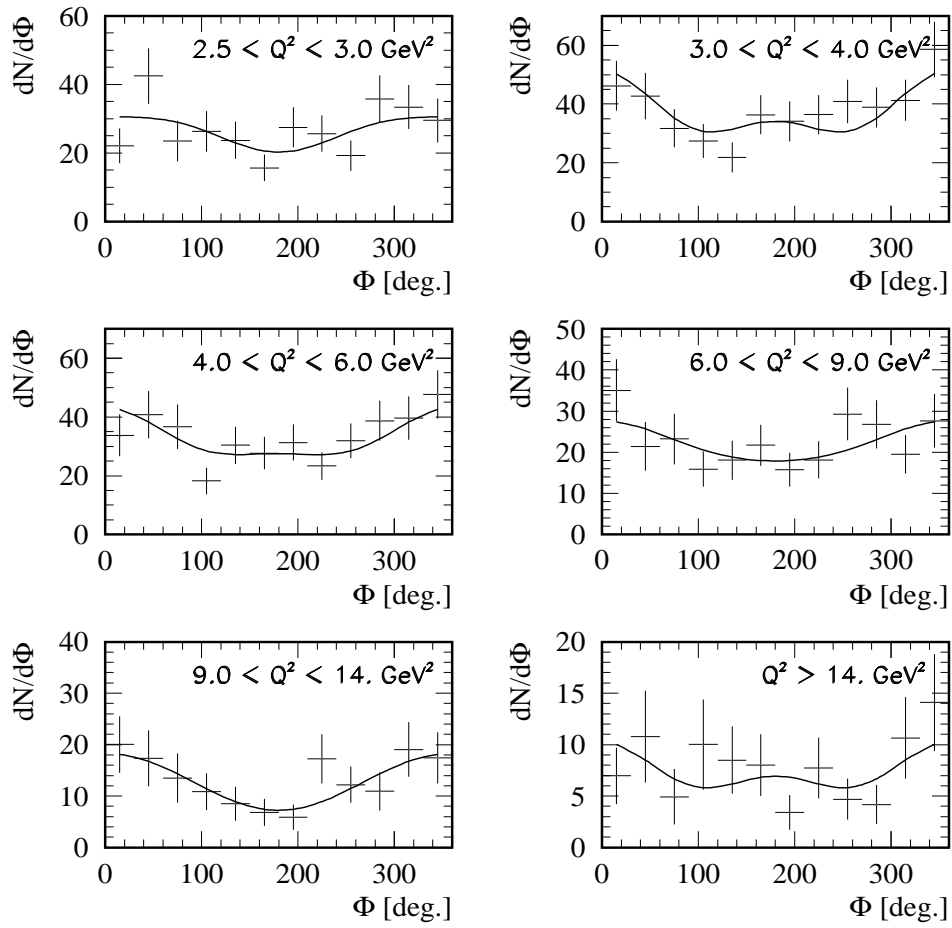 dN/dΦ
60
40
20
0
2.5 < Q² < 3.0 GeV²
0 100 200 300
Φ [deg.]
dN/dΦ
60
40
20
0
3.0 < Q² < 4.0 GeV²
0 100 200 300
Φ [deg.]
dN/dΦ
60
40
20
0
4.0 < Q² < 6.0 GeV²
0 100 200 300
Φ [deg.]
dN/dΦ
50
40
30
20
10
0
6.0 < Q² < 9.0 GeV²
0 100 200 300
Φ [deg.]
dN/dΦ
40
30
20
10
0
9.0 < Q² < 14. GeV²
0 100 200 300
Φ [deg.]
dN/dΦ
20
15
10
5
0
Q² > 14. GeV²
0 100 200 300
Φ [deg.]